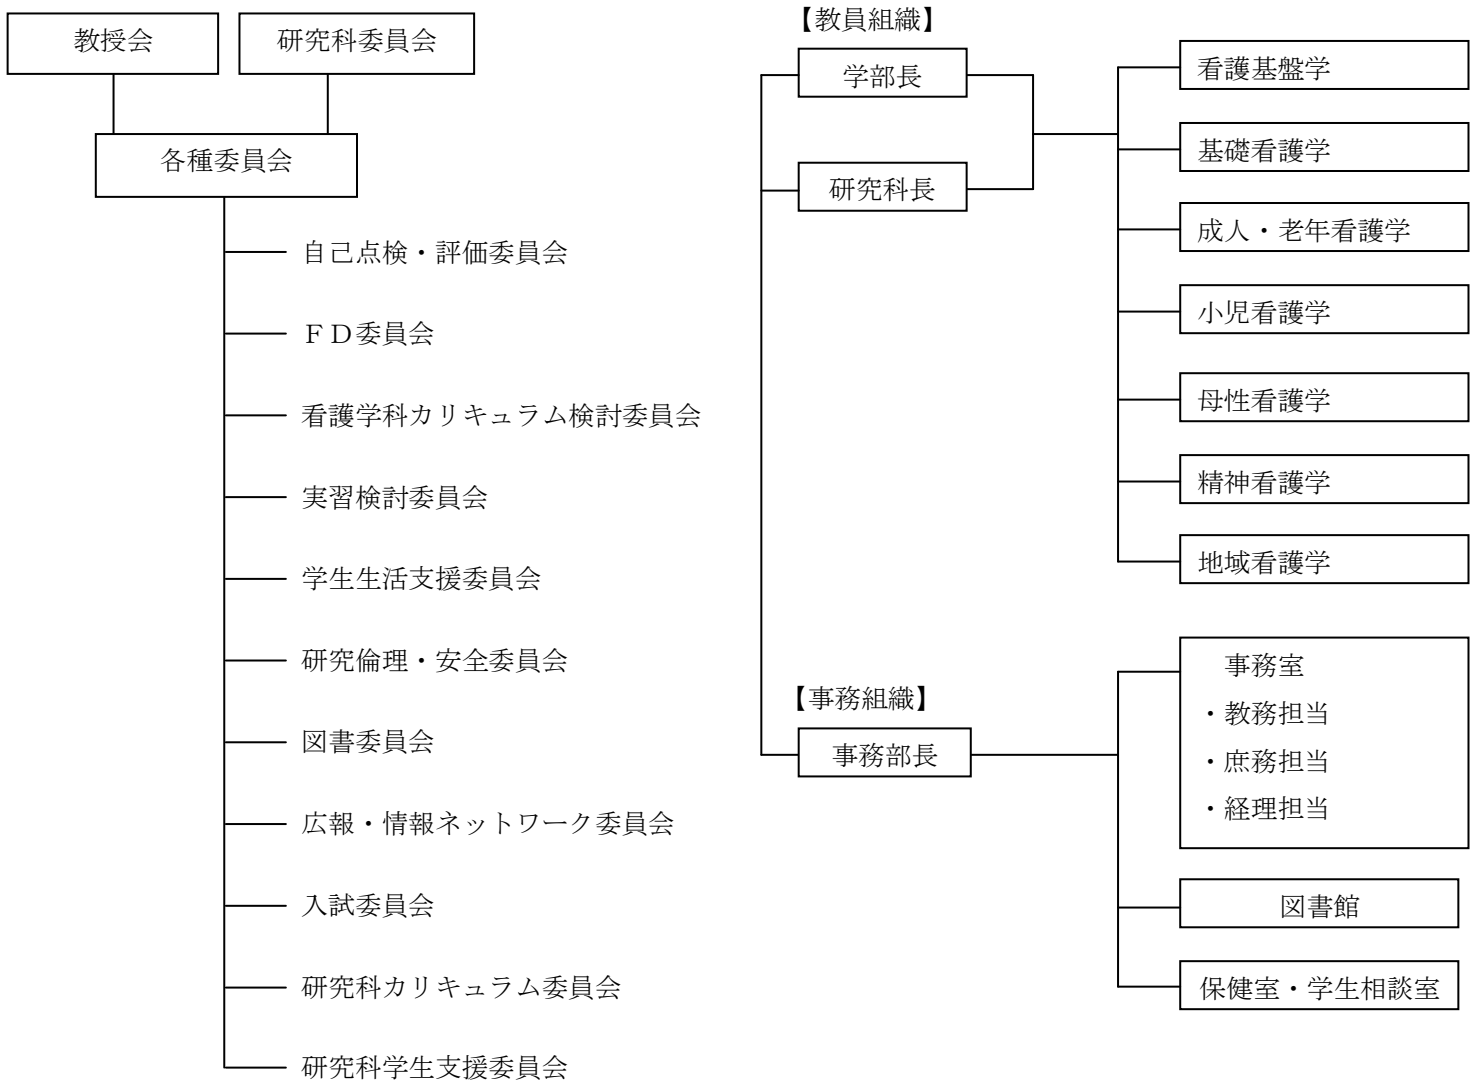 教授会
研究科委員会
各種委員会
自己点検・評価委員会
ＦＤ委員会
看護学科カリキュラム検討委員会
実習検討委員会
学生生活支援委員会
研究倫理・安全委員会
図書委員会
広報・情報ネットワーク委員会
入試委員会
研究科カリキュラム委員会
研究科学生支援委員会
【教員組織】
学部長
研究科長
看護基盤学
基礎看護学
成人・老年看護学
小児看護学
母性看護学
精神看護学
地域看護学
【事務組織】
事務部長
事務室
・教務担当
・庶務担当
・経理担当
図書館
保健室・学生相談室